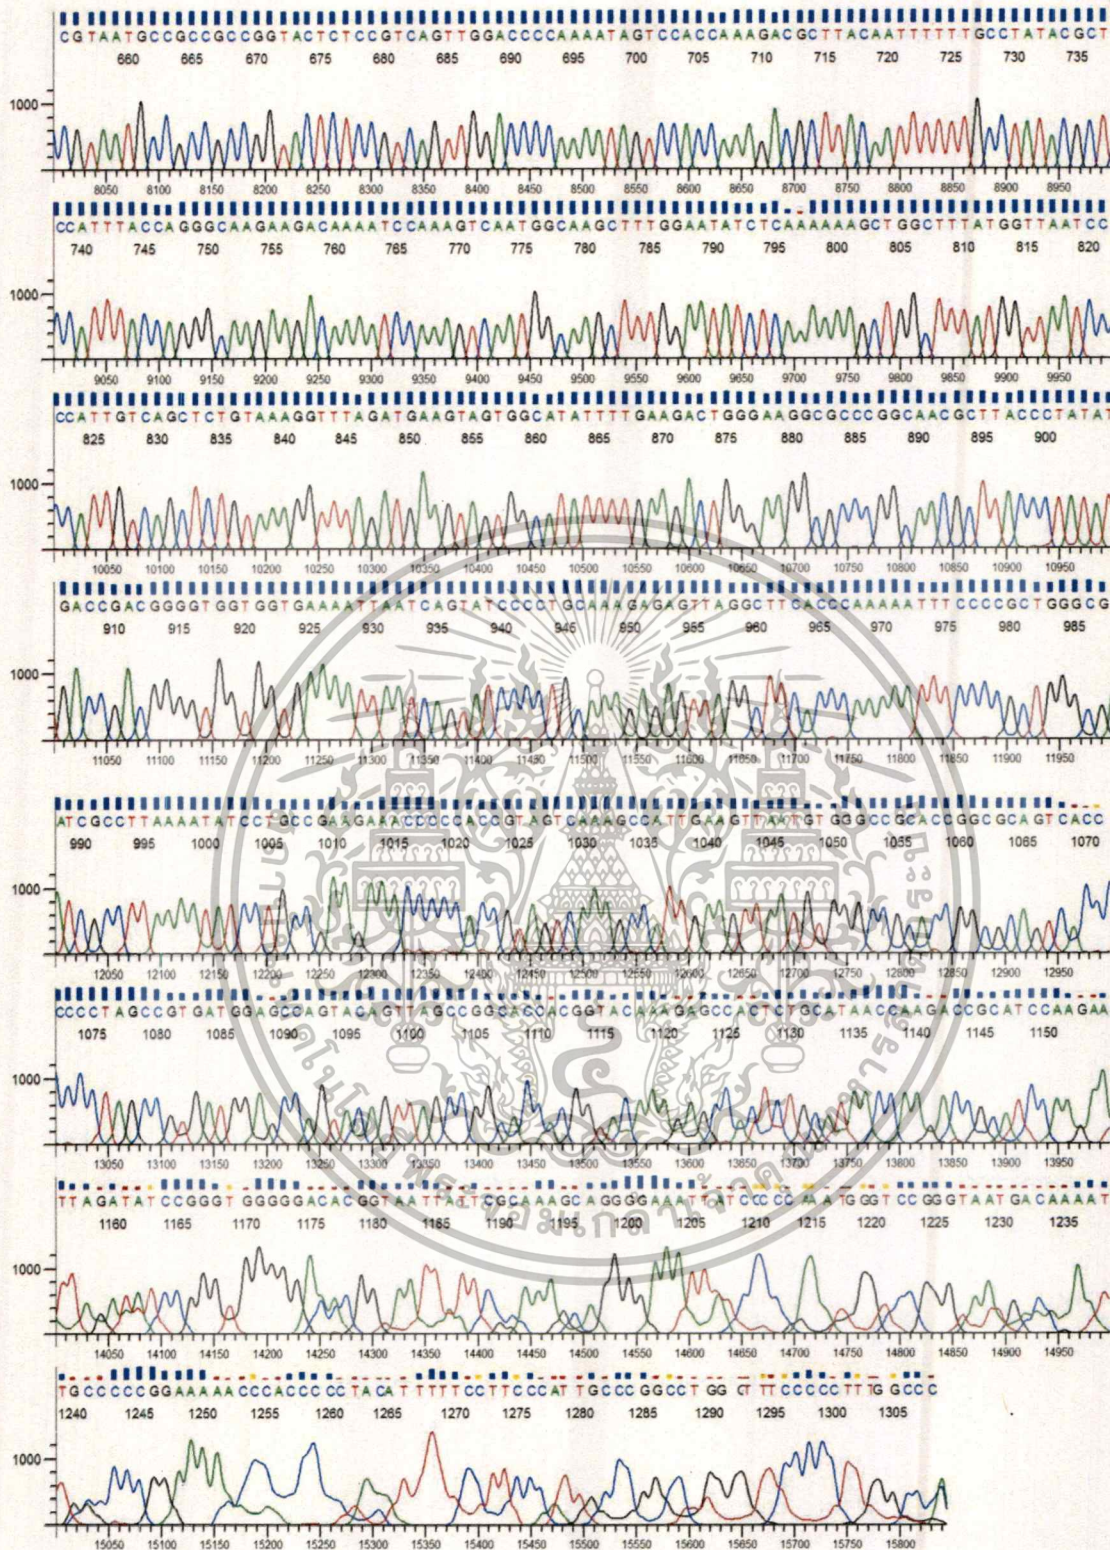 CGTAATGCCGCCGCCGGTACTCTCCGTCAGTTGGACCCCAAAATAGTCCACCAAAGACGCTTACAATTTTTTTGCCTATACGCT
660 665 670 675 680 685 690 695 700 705 710 715 720 725 730 735
1000
8050 8100 8150 8200 8250 8300 8350 8400 8450 8500 8550 8600 8650 8700 8750 8800 8850 8900 8950
CCATTTACCAGGGCAAGAAGACAAAATCCAAAGTCAATGGCAAGCTTTGGAATATCTCAAAAAAGCTGGCTTTATGGTTAATCC
740 745 750 755 760 765 770 775 780 785 790 795 800 805 810 815 820
1000
9050 9100 9150 9200 9250 9300 9350 9400 9450 9500 9550 9600 9650 9700 9750 9800 9850 9900 9950
CCATTGTCAGCTCTGTAAAGGTTTAGATGAAGTAGTGGCATATTTTTGAAGACTGGGAAGGCGCCCGGCAACGCTTACCCTATAT
825 830 835 840 845 850 855 860 865 870 875 880 885 890 895 900
1000
10050 10100 10150 10200 10250 10300 10350 10400 10450 10500 10550 10600 10650 10700 10750 10800 10850 10900 10950
GACCGACGGGGTGGTGGTGAAAATTAATCAGTATCCCCTGCAAAGAGAGTTAGGCTTCACCCAAAAATTTCCCCGCTGGGCG
910 915 920 925 930 935 940 945 950 955 960 965 970 975 980 985
1000
11050 11100 11150 11200 11250 11300 11350 11400 11450 11500 11550 11600 11650 11700 11750 11800 11850 11900 11950
ATCGCCTTAAAATATCCTGCCGAAGAAACCCCCACCGTAGTCAAAGCCATTGAAGTTAATGTGGGCCGCACCGGCGCAGTCACC
990 995 1000 1005 1010 1015 1020 1025 1030 1035 1040 1045 1050 1055 1060 1065 1070
1000
12050 12100 12150 12200 12250 12300 12350 12400 12450 12500 12550 12600 12650 12700 12750 12800 12850 12900 12950
CCCCTAGCCGTGATGGAGCCAGTACAGTTAGCCGGCACCACGGTACAAAGAGCCACTCTGCATAACCAAGACCGCATCCAAGAA
1075 1080 1085 1090 1095 1100 1105 1110 1115 1120 1125 1130 1135 1140 1145 1150
1000
13050 13100 13150 13200 13250 13300 13350 13400 13450 13500 13550 13600 13650 13700 13750 13800 13850 13900 13950
TTAGATATCCGGGTGGGGGACACGGTAATTATTCGCAAAGCAGGGGAAATTATCCCCCAAATGGGTCCGGGTAATGACAAAAT
1160 1165 1170 1175 1180 1185 1190 1195 1200 1205 1210 1215 1220 1225 1230 1235
1000
14050 14100 14150 14200 14250 14300 14350 14400 14450 14500 14550 14600 14650 14700 14750 14800 14850 14900 14950
TGCCCCCGGAAAAACCCACCCCCTACATTTTTCCTTCCCATTGCCCGGCCTGGCTTTCCCCCTTTGGCCC
1240 1245 1250 1255 1260 1265 1270 1275 1280 1285 1290 1295 1300 1305
1000
15050 15100 15150 15200 15250 15300 15350 15400 15450 15500 15550 15600 15650 15700 15750 15800